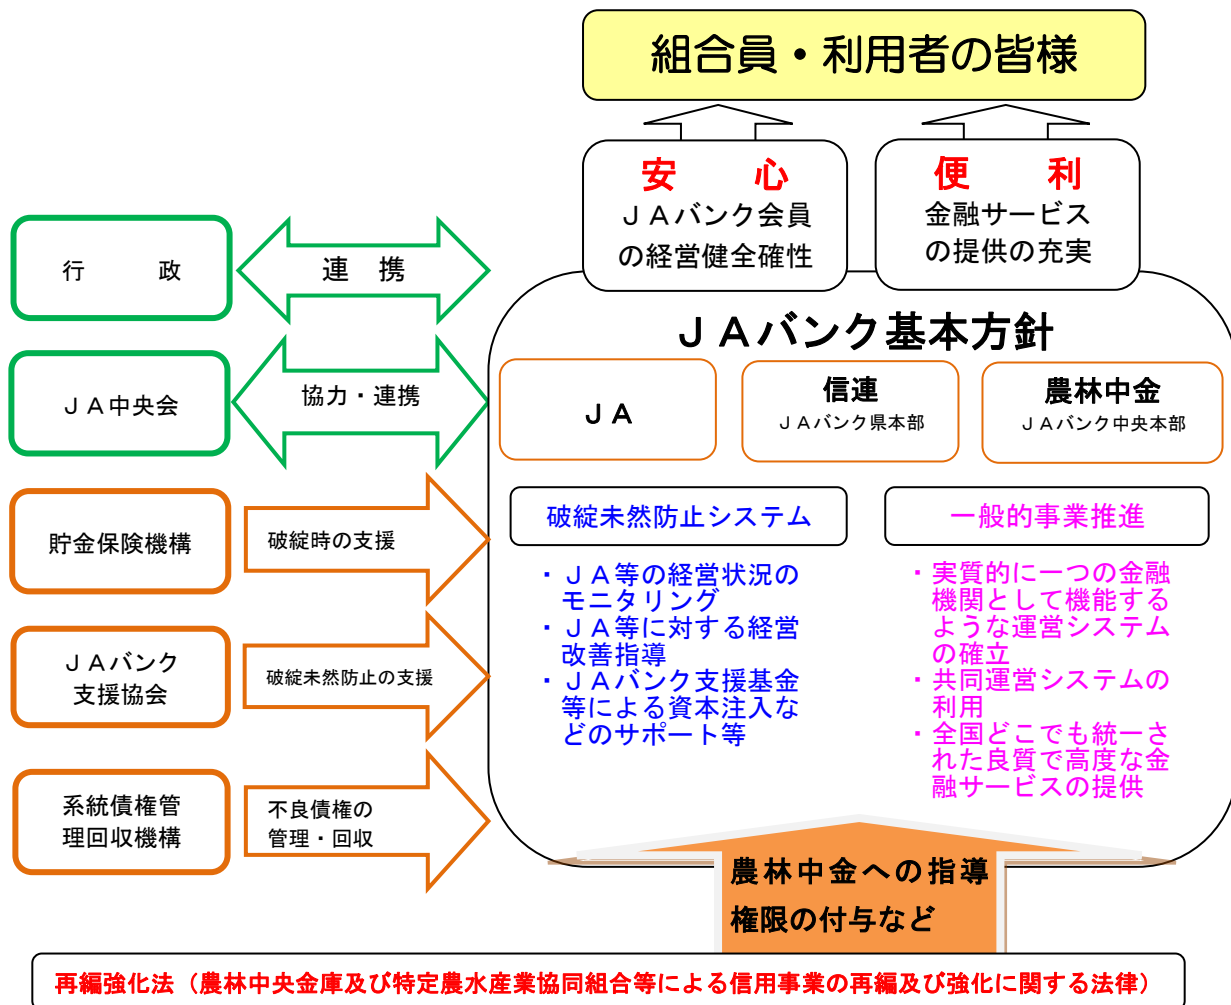 組合員・利用者の皆様
安　　心
ＪＡバンク会員
の経営健全確性
便　　利
金融サービス
の提供の充実
行　　　政
連　携
ＪＡ中央会
協力・連携
貯金保険機構
破綻時の支援
ＪＡバンク
支援協会
破綻未然防止の支援
系統債権管
理回収機構
不良債権の
管理・回収
ＪＡバンク基本方針
ＪＡ
信連
ＪＡバンク県本部
農林中金
ＪＡバンク中央本部
破綻未然防止システム
・ＪＡ等の経営状況の
モニタリング
・ＪＡ等に対する経営
改善指導
・ＪＡバンク支援基金
等による資本注入な
どのサポート等
一般的事業推進
・実質的に一つの金融
機関として機能する
ような運営システム
の確立
・共同運営システムの
利用
・全国どこでも統一さ
れた良質で高度な金
融サービスの提供
農林中金への指導
権限の付与など
再編強化法（農林中央金庫及び特定農水産業協同組合等による信用事業の再編及び強化に関する法律）